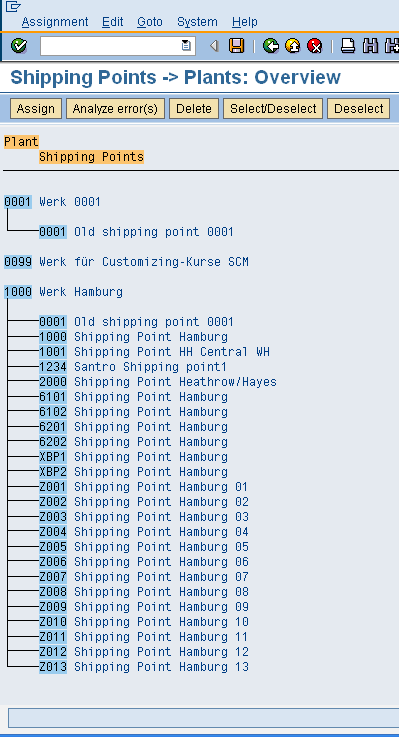 Assignment Edit Goto System Help
Shipping Points -> Plants: Overview
Assign Analyze error(s) Delete Select/Deselect Deselect
Plant
Shipping Points
0001 Werk 0001
0001 Old shipping point 0001
0099 Werk für Customizing-Kurse SCM
1000 Werk Hamburg
0001 Old shipping point 0001
1000 Shipping Point Hamburg
1001 Shipping Point HH Central WH
1234 Santro Shipping point1
2000 Shipping Point Heathrow/Hayes
6101 Shipping Point Hamburg
6102 Shipping Point Hamburg
6201 Shipping Point Hamburg
6202 Shipping Point Hamburg
XBP1 Shipping Point Hamburg
XBP2 Shipping Point Hamburg
Z001 Shipping Point Hamburg 01
Z002 Shipping Point Hamburg 02
Z003 Shipping Point Hamburg 03
Z004 Shipping Point Hamburg 04
Z005 Shipping Point Hamburg 05
Z006 Shipping Point Hamburg 06
Z007 Shipping Point Hamburg 07
Z008 Shipping Point Hamburg 08
Z009 Shipping Point Hamburg 09
Z010 Shipping Point Hamburg 10
Z011 Shipping Point Hamburg 11
Z012 Shipping Point Hamburg 12
Z013 Shipping Point Hamburg 13